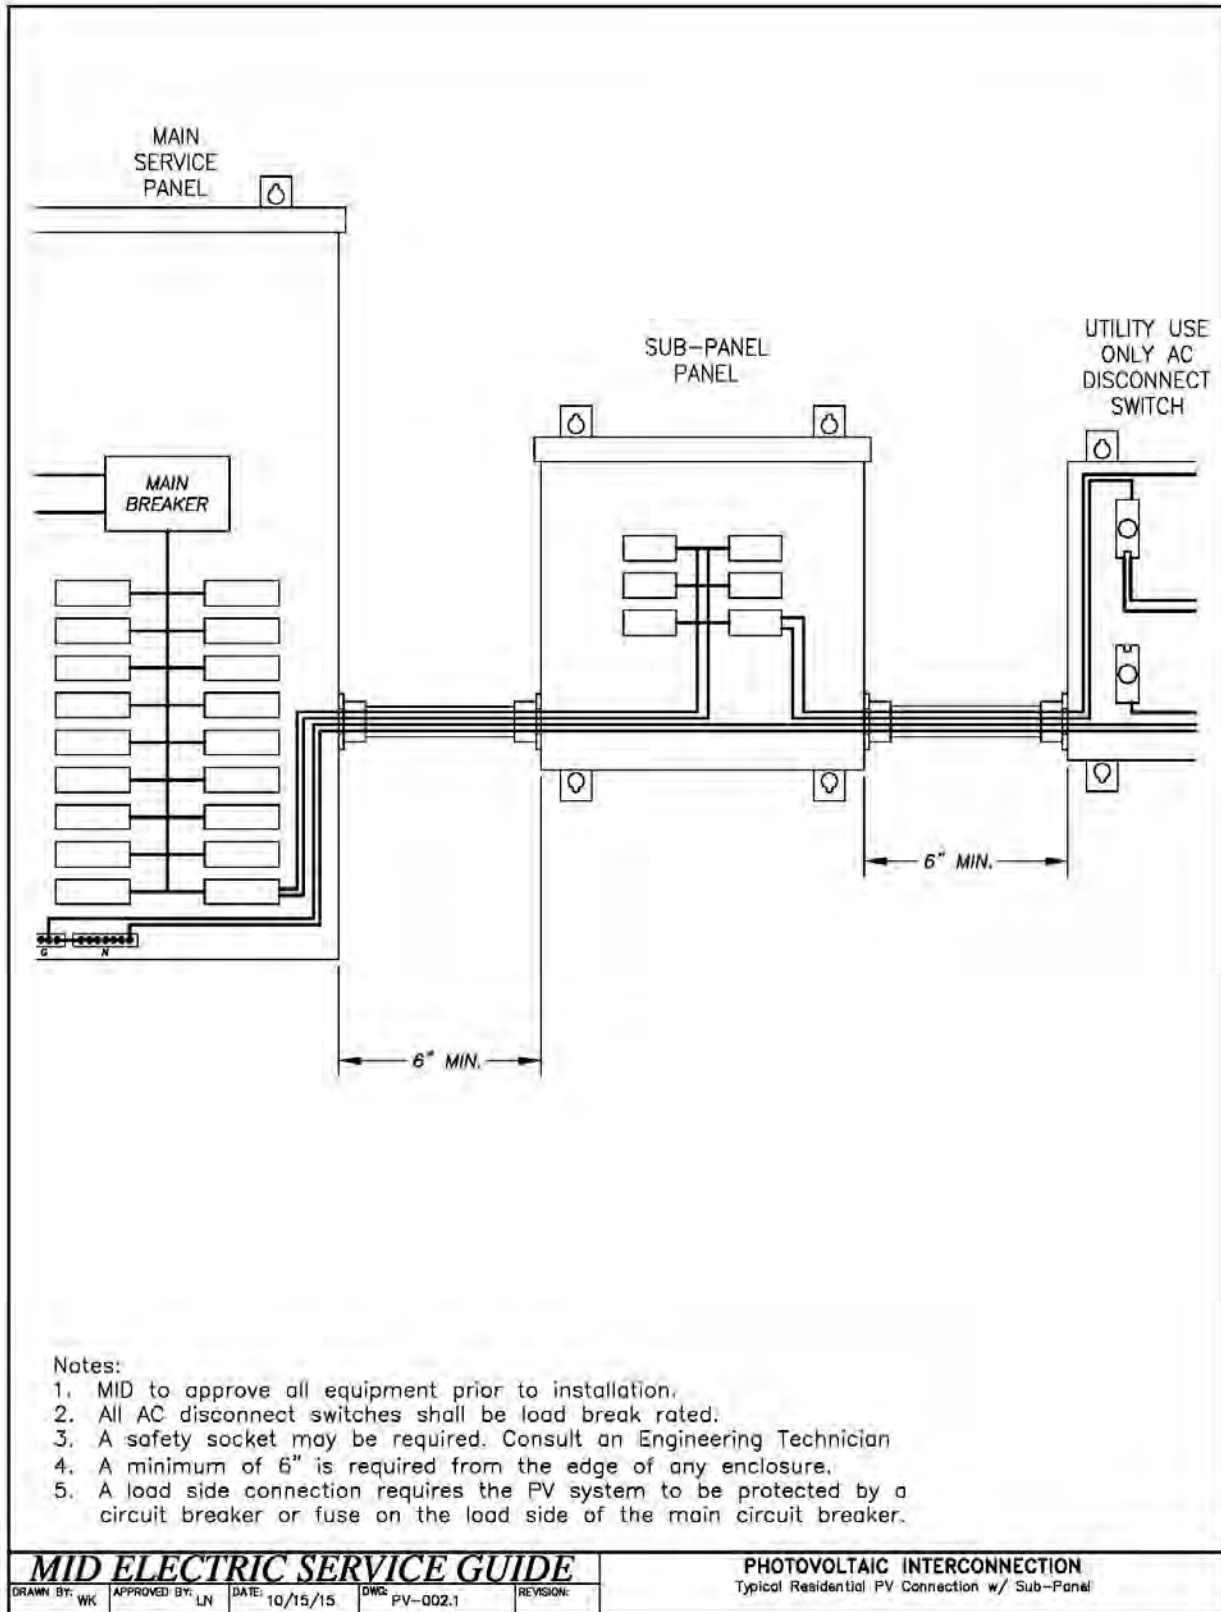 MAIN
SERVICE
PANEL
SUB-PANEL
PANEL
UTILITY USE
ONLY AC
DISCONNECT
SWITCH
MAIN
BREAKER
G
N
6" MIN.
6" MIN.
Notes:
1. MID to approve all equipment prior to installation.
2. All AC disconnect switches shall be load break rated.
3. A safety socket may be required. Consult an Engineering Technician
4. A minimum of 6" is required from the edge of any enclosure.
5. A load side connection requires the PV system to be protected by a
circuit breaker or fuse on the load side of the main circuit breaker.
MID ELECTRIC SERVICE GUIDE
DRAWN BY: WK APPROVED BY: LN DATE: 10/15/15 DWG: PV-002.1 REVISION:
PHOTOVOLTAIC INTERCONNECTION
Typical Residential PV Connection w/ Sub-Panel